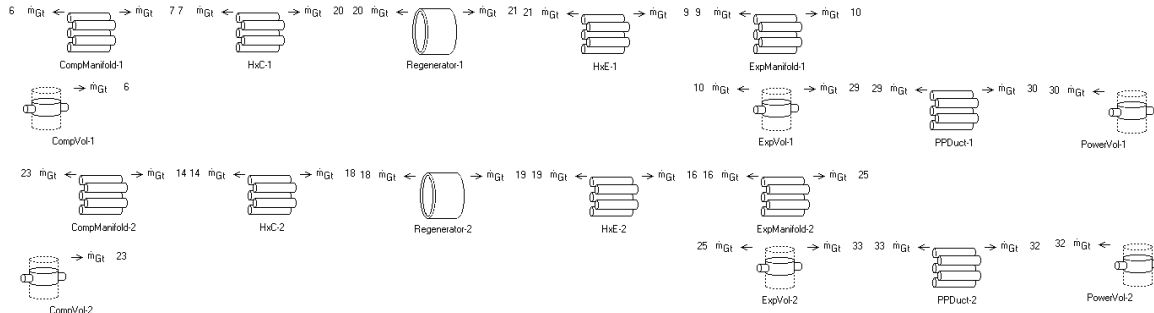 6 ṁGt ṁGt 7 7 ṁGt ṁGt 20 20 ṁGt ṁGt 21 21 ṁGt ṁGt 9 9 ṁGt ṁGt 10
CompManifold-1 HxC-1 Regenerator-1 HxE-1 ExpManifold-1
ṁGt 6 10 ṁGt ṁGt 29 29 ṁGt ṁGt 30 30 ṁGt
CompVol-1 ExpVol-1 PPDuct-1 PowerVol-1
23 ṁGt ṁGt 14 14 ṁGt ṁGt 18 18 ṁGt ṁGt 19 19 ṁGt ṁGt 16 16 ṁGt ṁGt 25
CompManifold-2 HxC-2 Regenerator-2 HxE-2 ExpManifold-2
ṁGt 23 25 ṁGt ṁGt 33 33 ṁGt ṁGt 32 32 ṁGt
CompVol-2 ExpVol-2 PPDuct-2 PowerVol-2